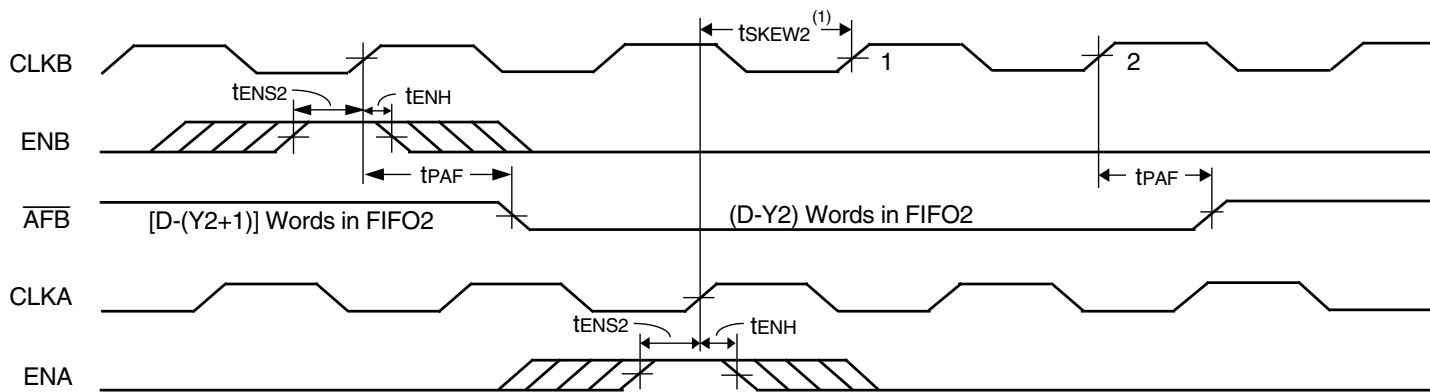 tSKEW2 (1)
CLKB 1 2
tENS2 tENH
ENB
tPAF tPAF
AFB [D-(Y2+1)] Words in FIFO2 (D-Y2) Words in FIFO2
CLKA
tENS2 tENH
ENA